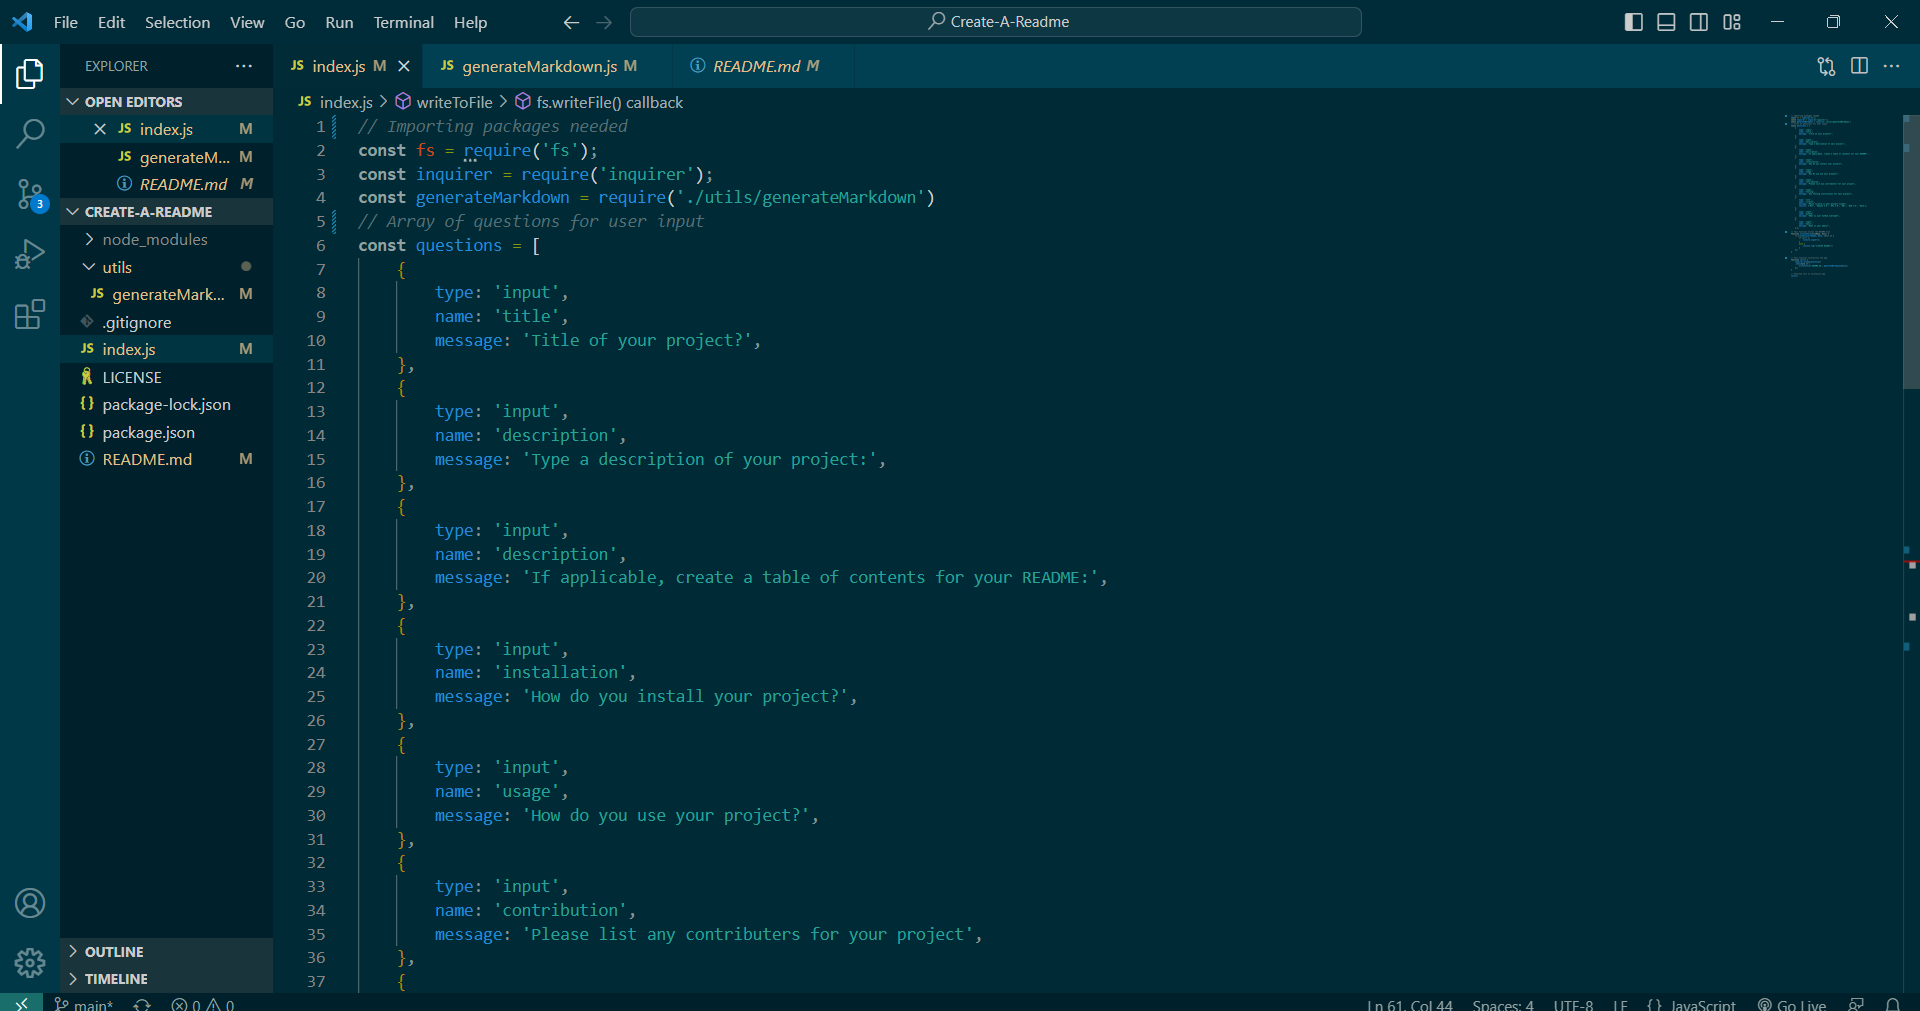 File Edit Selection View Go Run Terminal Help Create-A-Readme
EXPLORER
OPEN EDITORS
JS index.js M
JS generateM... M
README.md M
CREATE-A-README
node_modules
utils
JS generateMark... M
.gitignore
JS index.js M
LICENSE
{} package-lock.json
{} package.json
README.md M
OUTLINE
TIMELINE
3
JS index.js M JS generateMarkdown.js M README.md M
JS index.js > writeToFile > fs.writeFile() callback
1 // Importing packages needed
2 const fs = require('fs');
3 const inquirer = require('inquirer');
4 const generateMarkdown = require('./utils/generateMarkdown')
5 // Array of questions for user input
6 const questions = [
7 {
8 type: 'input',
9 name: 'title',
10 message: 'Title of your project?',
11 },
12 {
13 type: 'input',
14 name: 'description',
15 message: 'Type a description of your project:',
16 },
17 {
18 type: 'input',
19 name: 'description',
20 message: 'If applicable, create a table of contents for your README:',
21 },
22 {
23 type: 'input',
24 name: 'installation',
25 message: 'How do you install your project?',
26 },
27 {
28 type: 'input',
29 name: 'usage',
30 message: 'How do you use your project?',
31 },
32 {
33 type: 'input',
34 name: 'contribution',
35 message: 'Please list any contributers for your project',
36 },
37 {
main* 0 0 Ln 61, Col 44 Spaces: 4 UTF-8 LF {} JavaScript Go Live